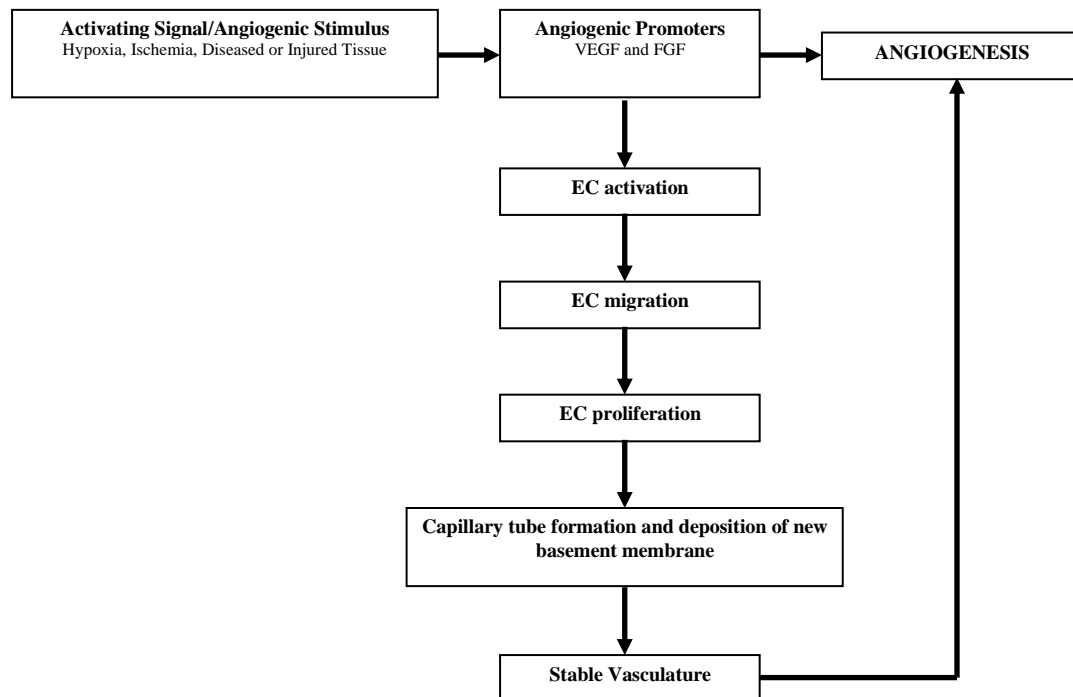 Activating Signal/Angiogenic Stimulus
Hypoxia, Ischemia, Diseased or Injured Tissue
Angiogenic Promoters
VEGF and FGF
ANGIOGENESIS
EC activation
EC migration
EC proliferation
Capillary tube formation and deposition of new
basement membrane
Stable Vasculature